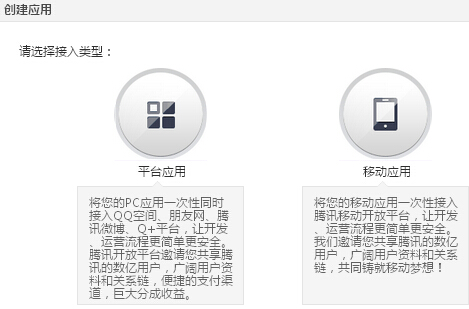 创建应用
请选择接入类型：
平台应用
将您的PC应用一次性同时
接入QQ空间、朋友网、腾
讯微博、Q+平台，让开发
、运营流程更简单更安全。
腾讯开放平台邀请您共享腾
讯的数亿用户，广阔用户资
料和关系链，便捷的支付渠
道，巨大分成收益。
移动应用
将您的移动应用一次性接入
腾讯移动开放平台，让开发
、运营流程更简单更安全。
我们邀请您共享腾讯的数亿
用户，广阔用户资料和关系
链，共同铸就移动梦想！